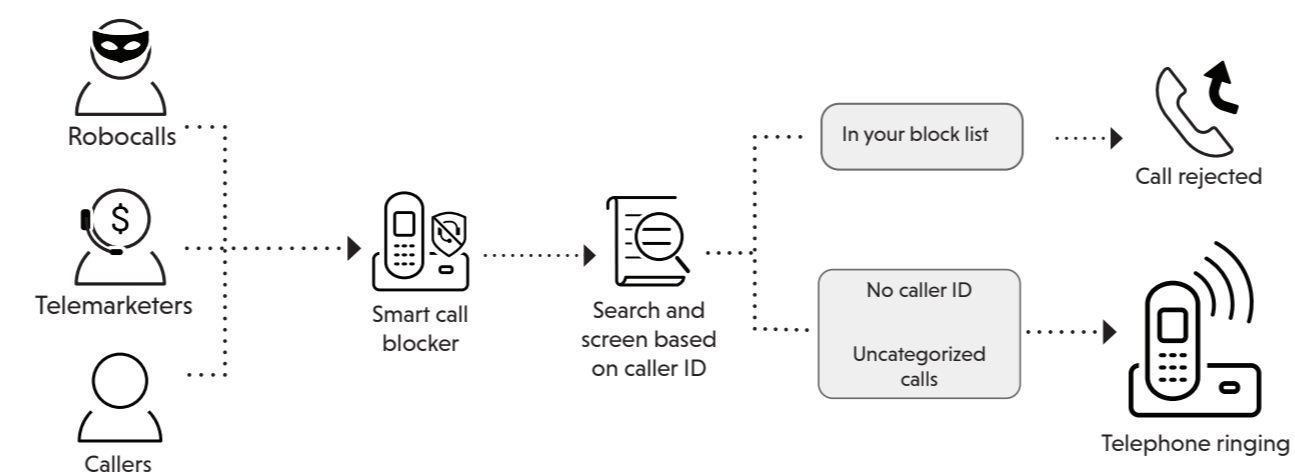 Robocalls
Telemarketers
$
Callers
Smart call
blocker
Search and
screen based
on caller ID
In your block list
Call rejected
No caller ID
Uncategorized
calls
Telephone ringing